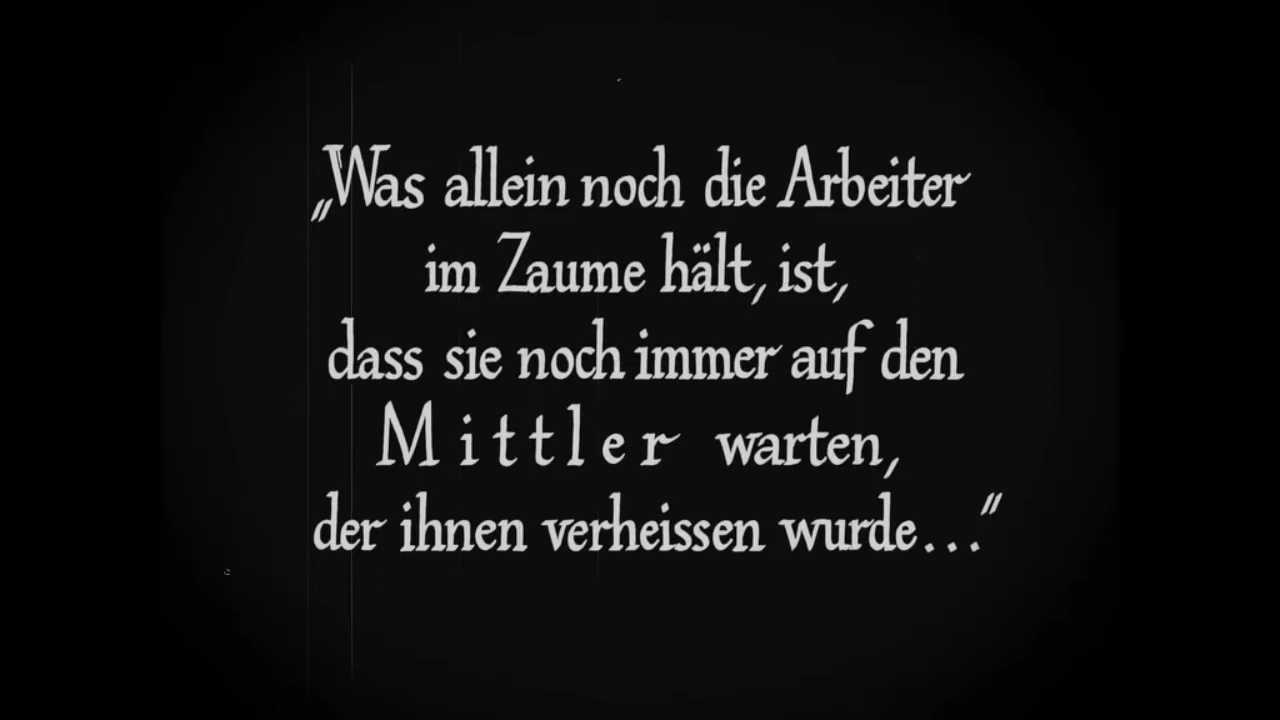 „Was allein noch die Arbeiter
im Zaume hält, ist,
dass sie noch immer auf den
Mittler warten,
der ihnen verheissen wurde...”